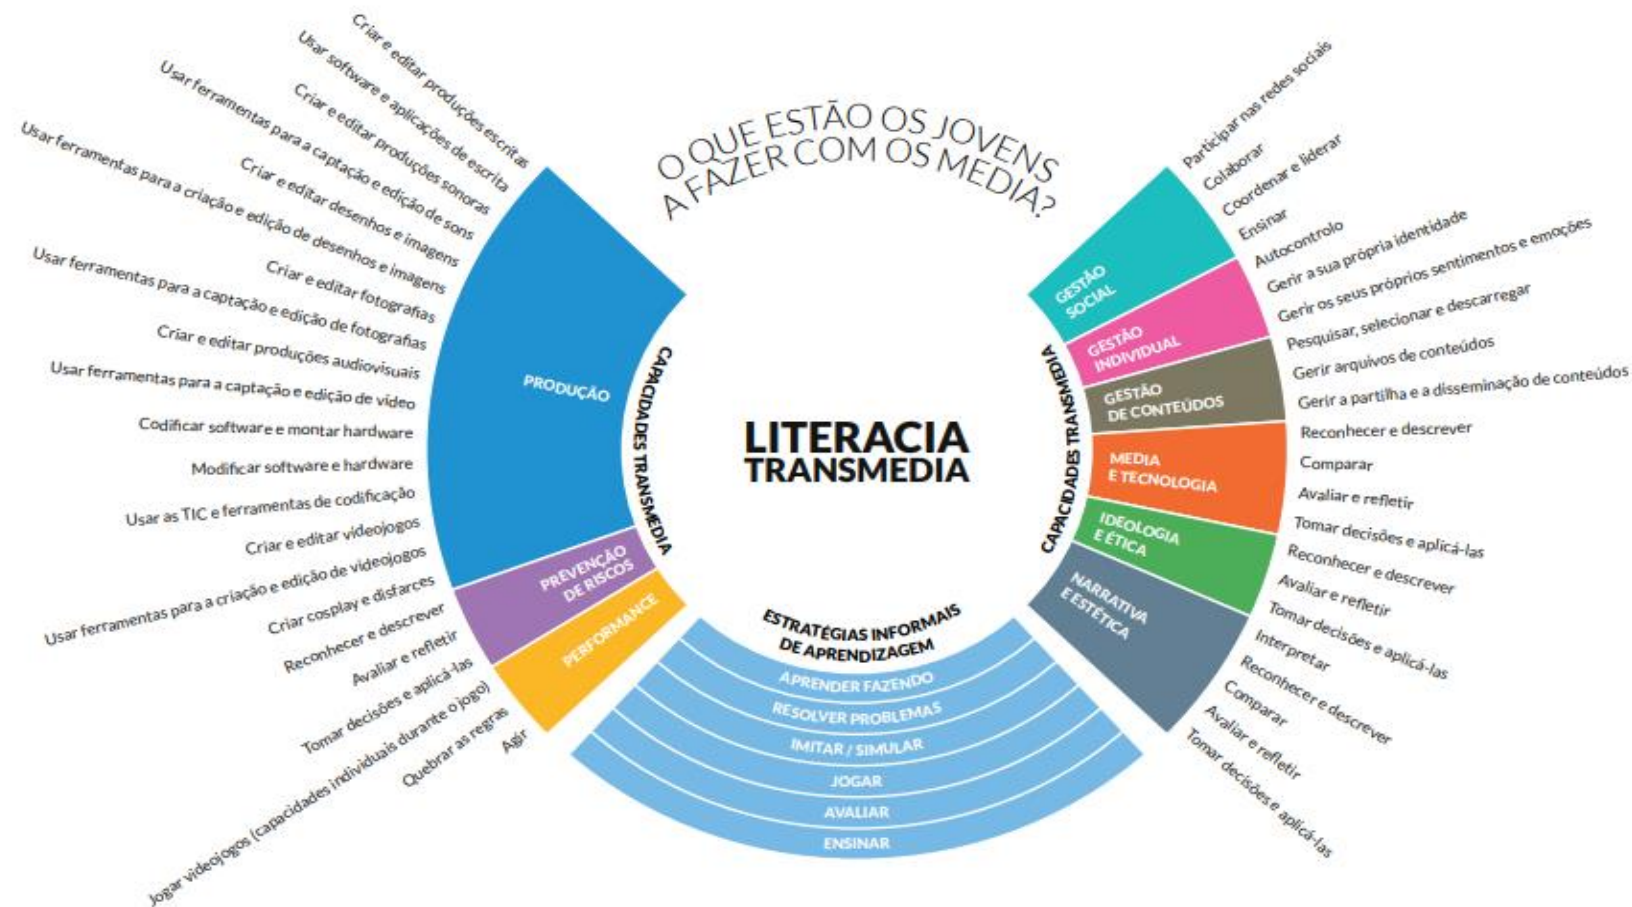 O QUE ESTÃO OS JOVENS
A FAZER COM OS MEDIA?
LITERACIA
TRANSMEDIA
CAPACIDADES TRANSMEDIA
PRODUÇÃO
Criar e editar produções escritas
Usar software e aplicações de escrita
Criar e editar produções sonoras
Usar ferramentas para a captação e edição de sons
Criar e editar desenhos e imagens
Usar ferramentas para a criação e edição de desenhos e imagens
Criar e editar fotografias
Usar ferramentas para a captação e edição de fotografias
Criar e editar produções audiovisuais
Usar ferramentas para a captação e edição de vídeo
Codificar software e montar hardware
Modificar software e hardware
Usar as TIC e ferramentas de codificação
Criar e editar videojogos
Usar ferramentas para a criação e edição de videojogos
Criar cosplay e disfarces
PREVENÇÃO
DE RISCOS
Reconhecer e descrever
Avaliar e refletir
Tomar decisões e aplicá-las
PERFORMANCE
Jogar videojogos (capacidades individuais durante o jogo)
Quebrar as regras
Agir
CAPACIDADES TRANSMEDIA
GESTÃO
SOCIAL
Participar nas redes sociais
Colaborar
Coordenar e liderar
Ensinar
GESTÃO
INDIVIDUAL
Autocontrolo
Gerir a sua própria identidade
Gerir os seus próprios sentimentos e emoções
GESTÃO
DE CONTEÚDOS
Pesquisar, selecionar e descarregar
Gerir arquivos de conteúdos
Gerir a partilha e a disseminação de conteúdos
MEDIA
E TECNOLOGIA
Reconhecer e descrever
Comparar
Avaliar e refletir
Tomar decisões e aplicá-las
IDEOLOGIA
E ÉTICA
Reconhecer e descrever
Avaliar e refletir
Tomar decisões e aplicá-las
NARRATIVA
E ESTÉTICA
Interpretar
Reconhecer e descrever
Comparar
Avaliar e refletir
Tomar decisões e aplicá-las
ESTRATÉGIAS INFORMAIS
DE APRENDIZAGEM
APRENDER FAZENDO
RESOLVER PROBLEMAS
IMITAR / SIMULAR
JOGAR
AVALIAR
ENSINAR